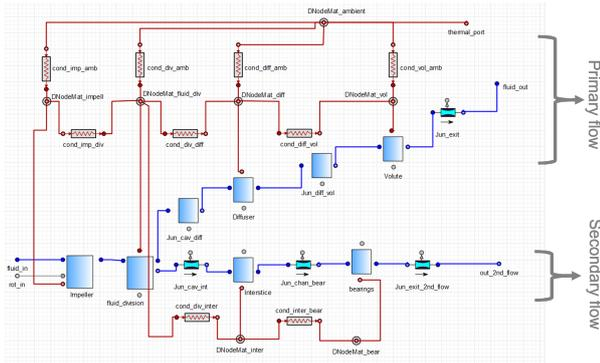 DNodeMat_ambient
thermal_port
cond_imp_amb
cond_div_amb
cond_diff_amb
cond_vol_amb
fluid_out
DNodeMat_impell
DNodeMat_fluid_div
DNodeMat_diff
DNodeMat_vol
Jun_exit
cond_imp_div
cond_div_diff
cond_diff_vol
Volute
Jun_diff_vol
Diffuser
Jun_cav_diff
Primary flow
fluid_in
rot_in
Impeller
fluid_division
Jun_cav_int
Interstice
Jun_chan_bear
bearings
Jun_exit_2nd_flow
out_2nd_flow
cond_div_inter
cond_inter_bear
DNodeMat_inter
DNodeMat_bear
Secondary flow